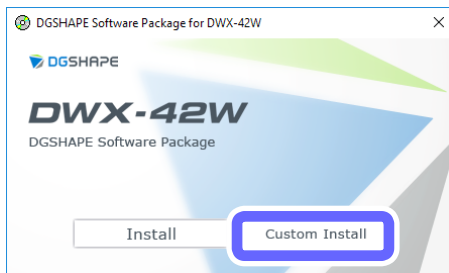 DGSHAPE Software Package for DWX-42W
DGSHAPE
DWX-42W
DGSHAPE Software Package
Install
Custom Install